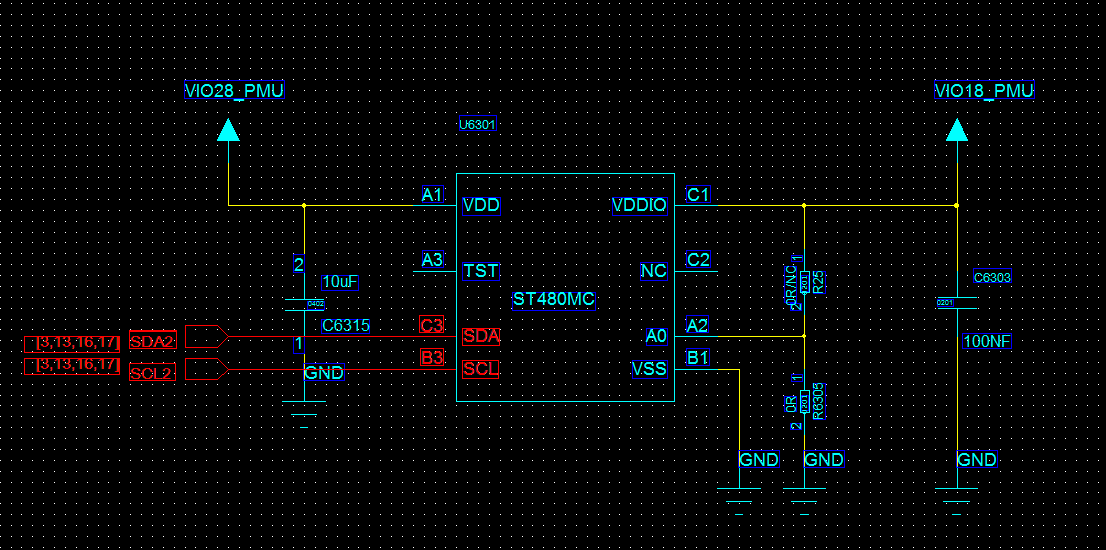 VIO28_PMU
VIO18_PMU
U6301
A1
VDD
VDDIO
C1
A3
TST
NC
C2
2
10uF
0402
C6315
1
ST480MC
1
0R/NC
0201
R25
2
C6303
0201
100NF
[3,13,16,17]
SDA2
C3
SDA
A0
A2
[3,13,16,17]
SCL2
B3
SCL
VSS
B1
GND
1
0R
0201
R6305
2
GND
GND
GND